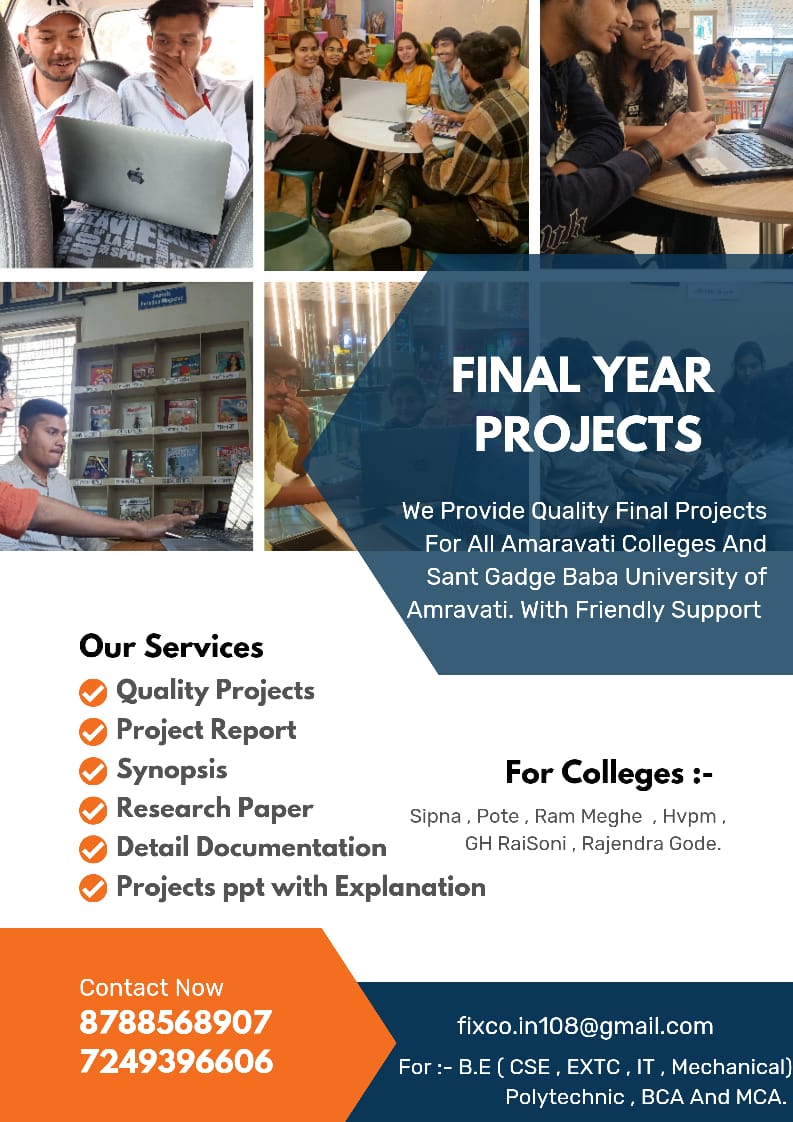 FINAL YEAR
PROJECTS
We Provide Quality Final Projects
For All Amaravati Colleges And
Sant Gadge Baba University of
Amravati. With Friendly Support
Our Services
Quality Projects
Project Report
Synopsis
Research Paper
Detail Documentation
Projects ppt with Explanation
For Colleges :-
Sipna , Pote , Ram Meghe , Hvpm ,
GH RaiSoni , Rajendra Gode.
Contact Now
8788568907
7249396606
fixco.in108@gmail.com
For :- B.E ( CSE , EXTC , IT , Mechanical)
Polytechnic , BCA And MCA.